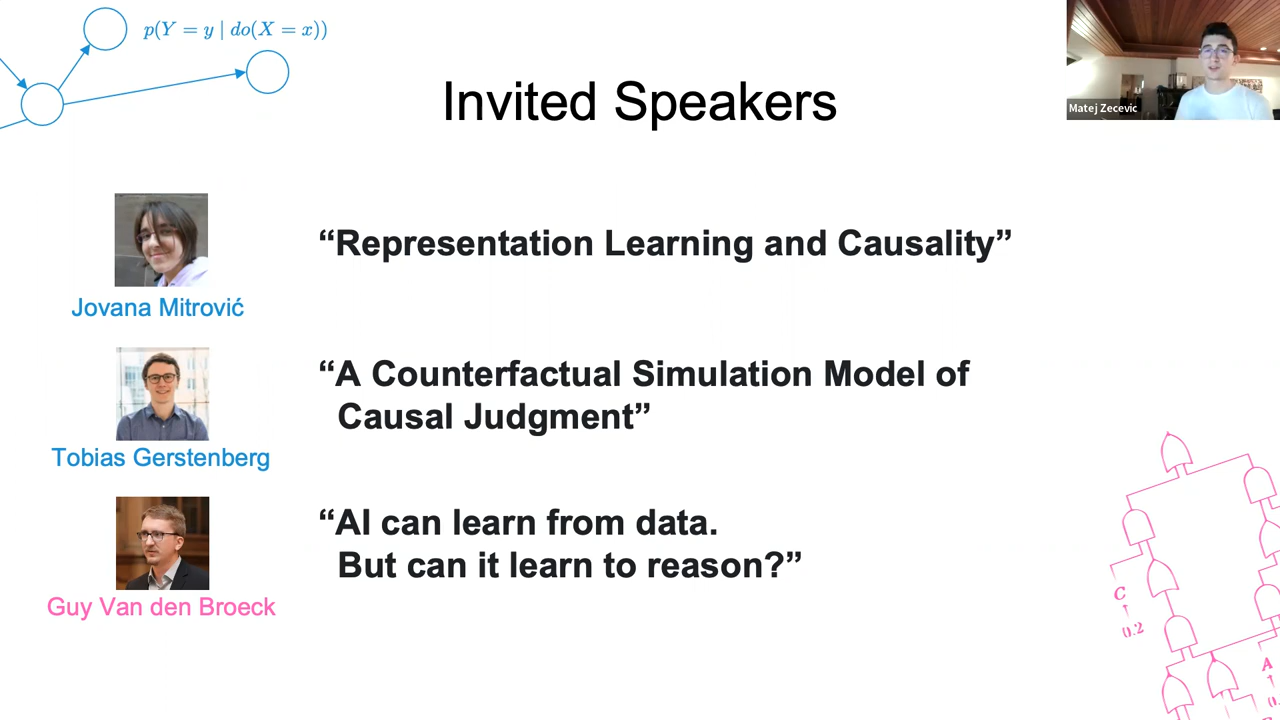 p(Y = y | do(X = x))
Matej Zecevic
Invited Speakers
“Representation Learning and Causality”
Jovana Mitrović
“A Counterfactual Simulation Model of
Causal Judgment”
Tobias Gerstenberg
“AI can learn from data.
But can it learn to reason?”
Guy Van den Broeck
C
0.2
A